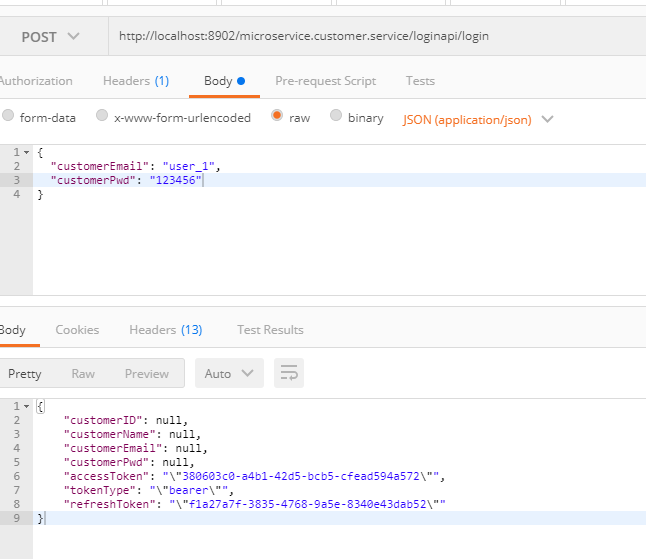 POST
http://localhost:8902/microservice.customer.service/loginapi/login
Authorization Headers (1) Body Pre-request Script Tests
form-data x-www-form-urlencoded raw binary JSON (application/json)
1 {
2 "customerEmail": "user_1",
3 "customerPwd": "123456"
4 }
Body Cookies Headers (13) Test Results
Pretty Raw Preview Auto
1 {
2 "customerID": null,
3 "customerName": null,
4 "customerEmail": null,
5 "customerPwd": null,
6 "accessToken": "\"380603c0-a4b1-42d5-bcb5-cfead594a572\"",
7 "tokenType": "\"bearer\"",
8 "refreshToken": "\"f1a27a7f-3835-4768-9a5e-8340e43dab52\""
9 }